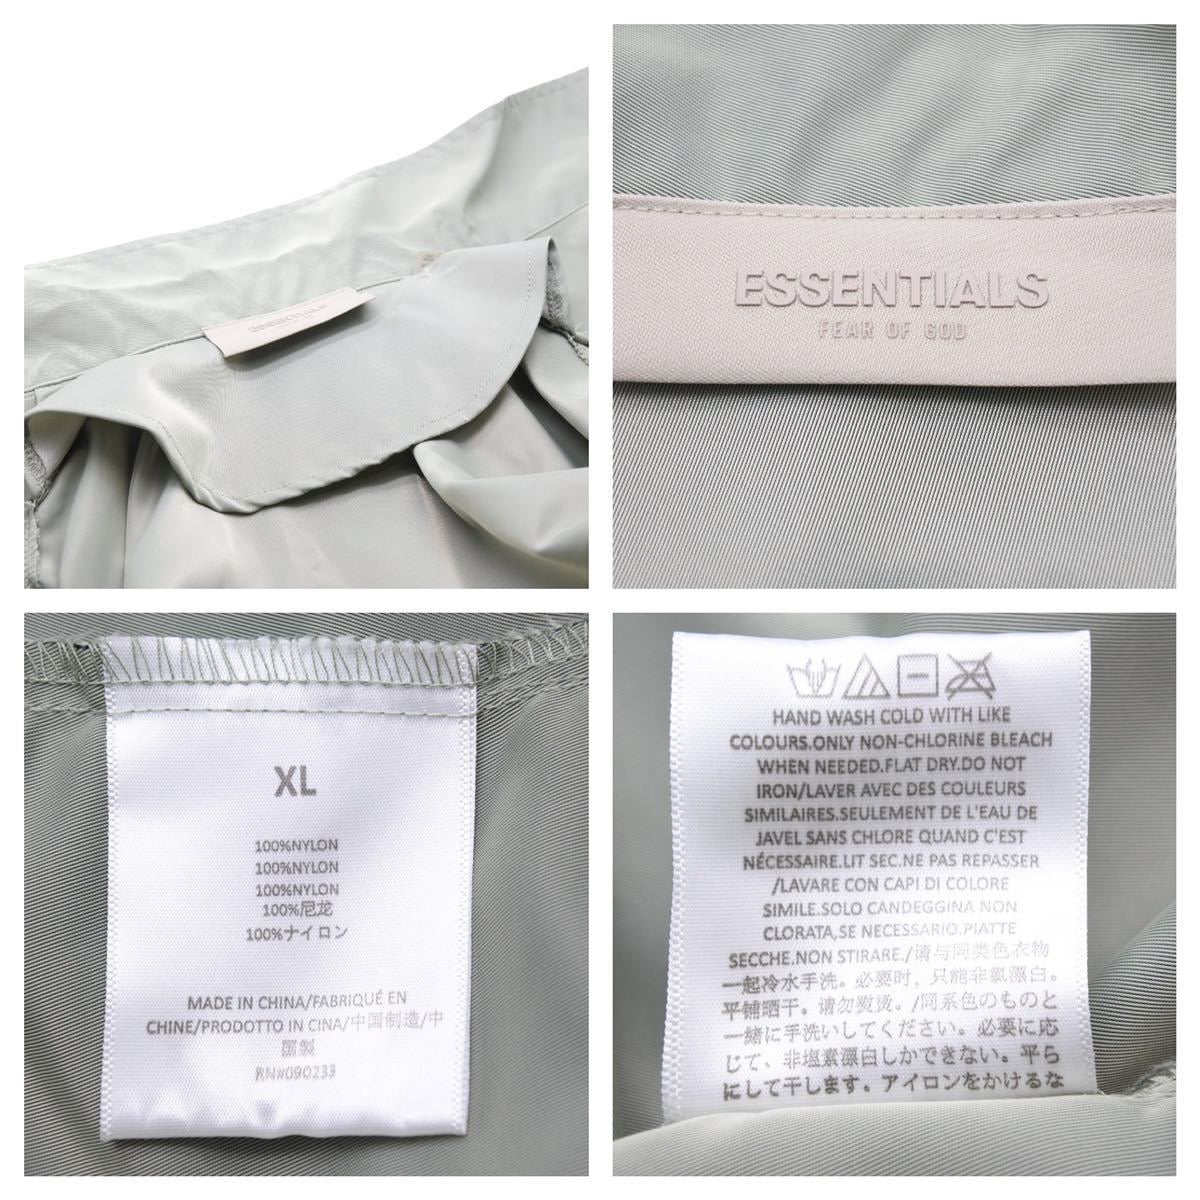 ESSENTIALS
ESSENTIALS
FEAR OF GOD
XL
100%NYLON
100%NYLON
100%NYLON
100%尼龙
100%ナイロン
MADE IN CHINA/FABRIQUÉ EN
CHINE/PRODOTTO IN CINA/中国制造/中
國製
RN#090233
HAND WASH COLD WITH LIKE
COLOURS.ONLY NON-CHLORINE BLEACH
WHEN NEEDED.FLAT DRY.DO NOT
IRON/LAVER AVEC DES COULEURS
SIMILAIRES.SEULEMENT DE L'EAU DE
JAVEL SANS CHLORE QUAND C'EST
NÉCESSAIRE.LIT SEC.NE PAS REPASSER
/LAVARE CON CAPI DI COLORE
SIMILE.SOLO CANDEGGINA NON
CLORATA,SE NECESSARIO.PIATTE
SECCHE.NON STIRARE./请与同类色衣物
一起冷水手洗。必要时，只能非氯漂白。
平铺晒干。请勿熨烫。/同系色のものと
一緒に手洗いしてください。必要に応
じて、非塩素漂白しかできない。平ら
にして干します。アイロンをかけるな